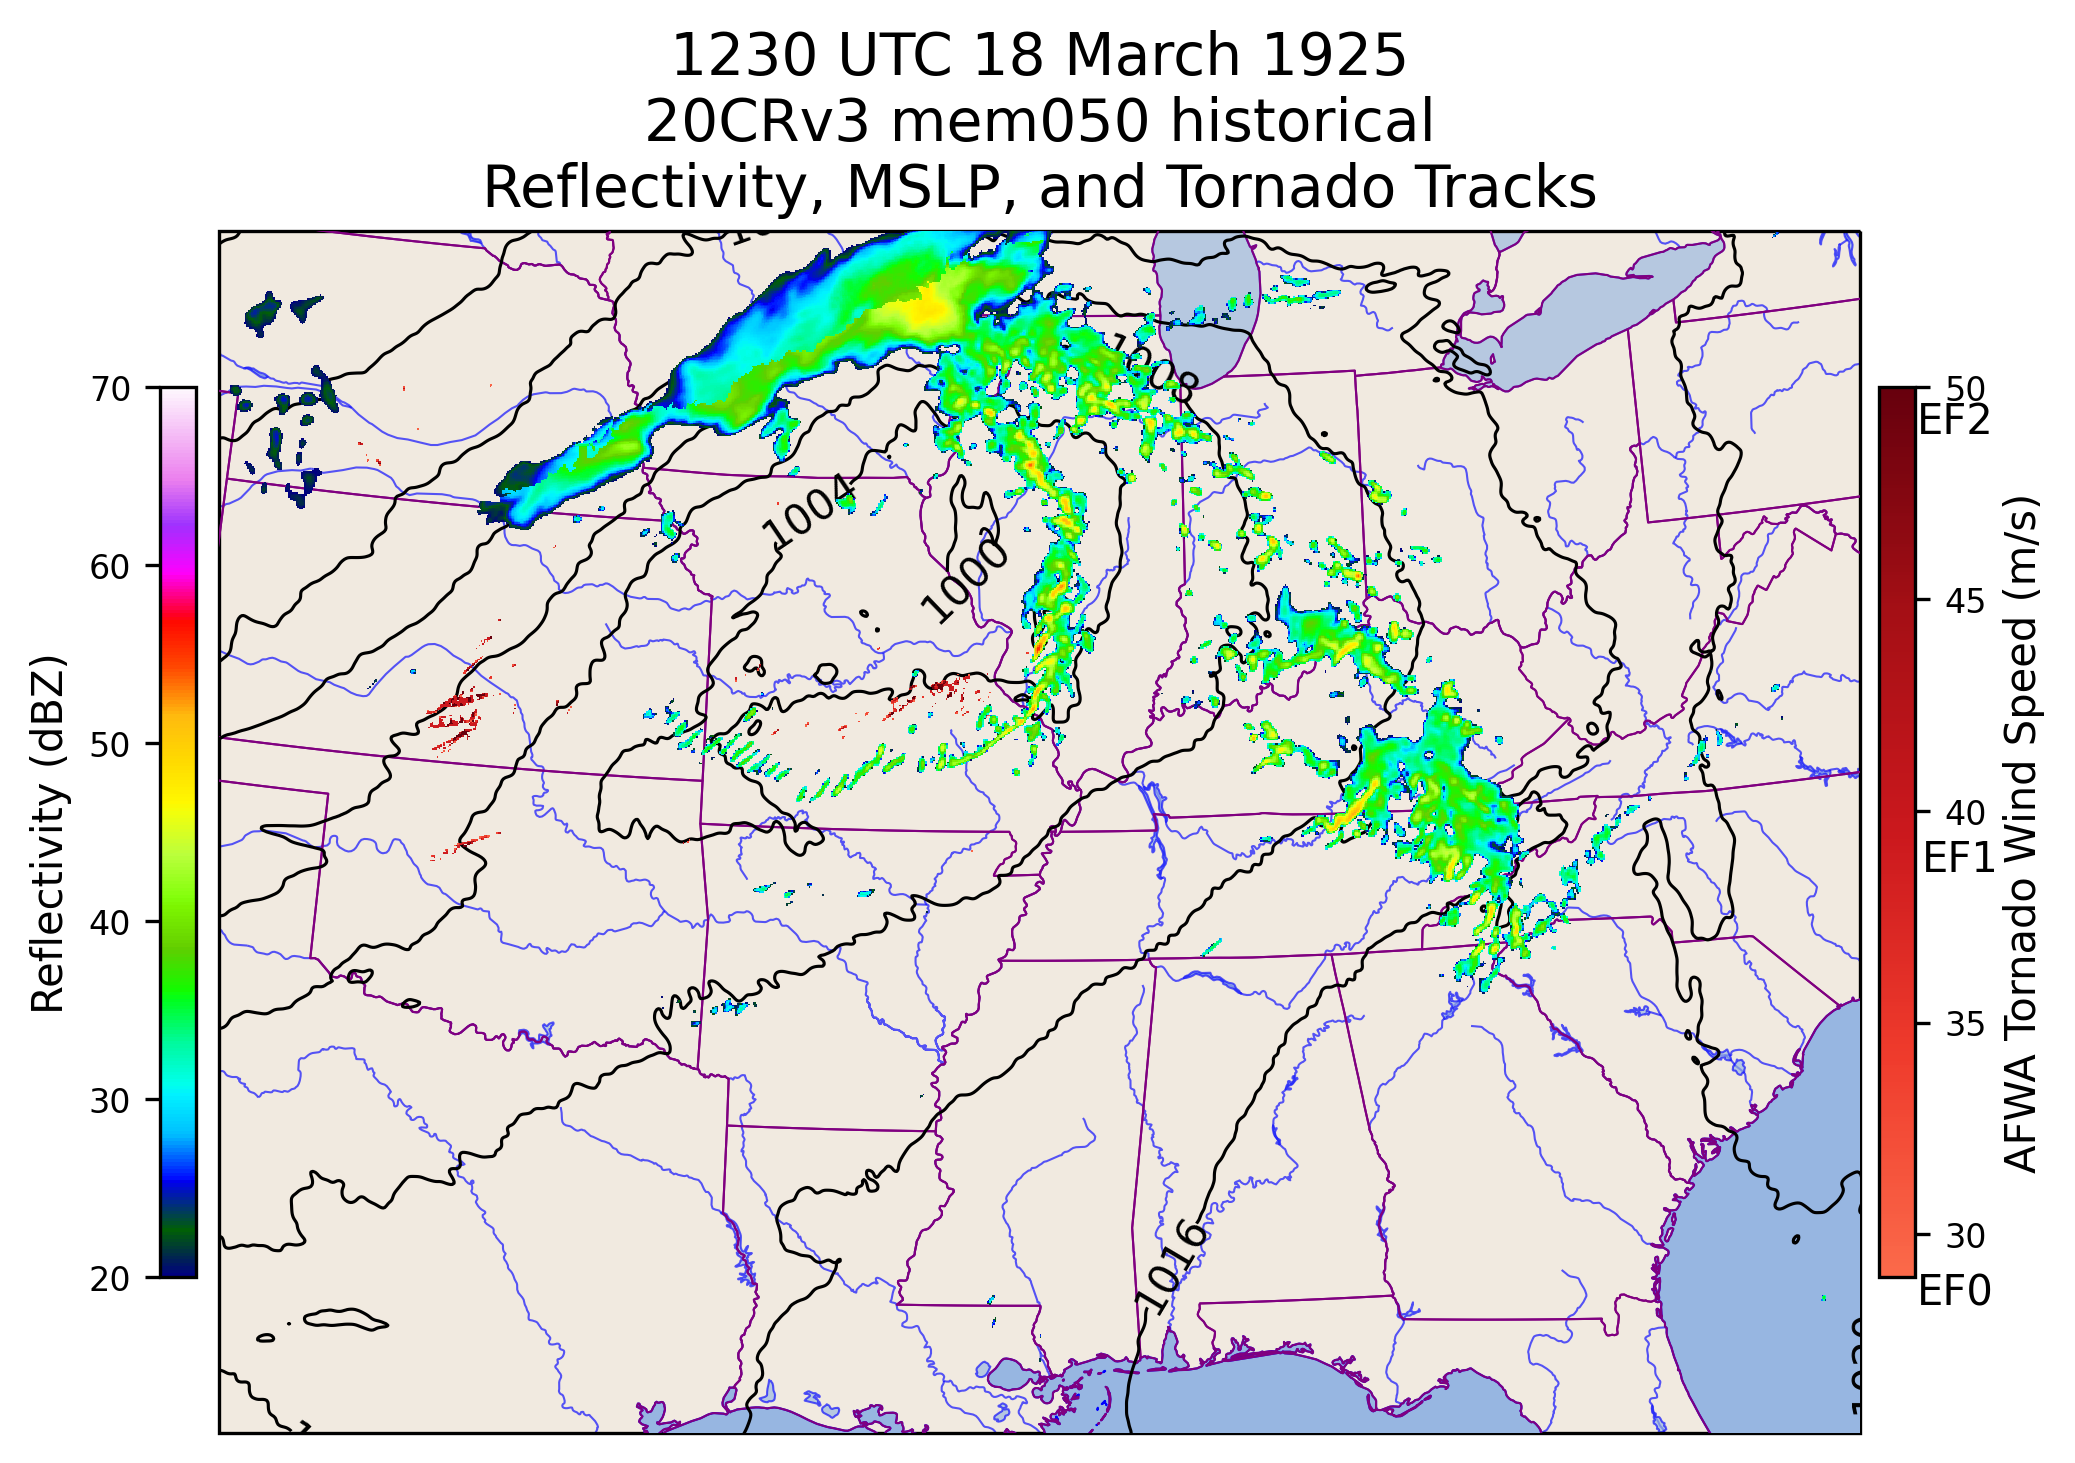 1230 UTC 18 March 1925
20CRv3 mem050 historical
Reflectivity, MSLP, and Tornado Tracks
Reflectivity (dBZ)
70
60
50
40
30
20
1008
1004
1000
1016
50
EF2
45
40
EF1
35
30
EF0
AFWA Tornado Wind Speed (m/s)